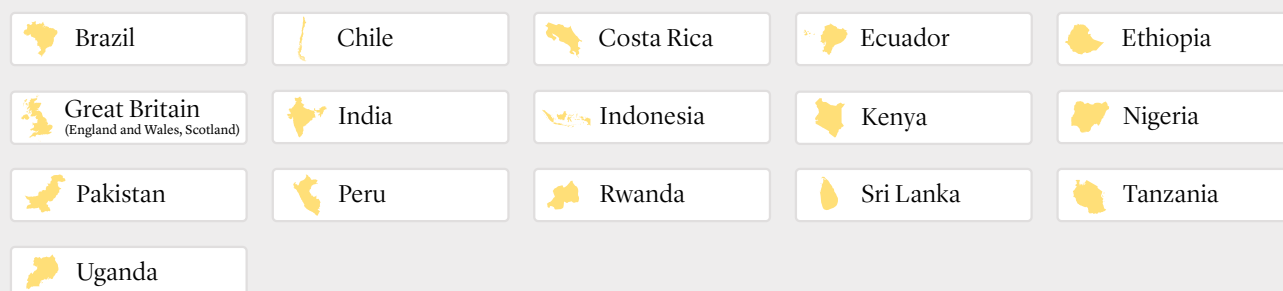 Brazil
Chile
Costa Rica
Ecuador
Ethiopia
Great Britain
(England and Wales, Scotland)
India
Indonesia
Kenya
Nigeria
Pakistan
Peru
Rwanda
Sri Lanka
Tanzania
Uganda